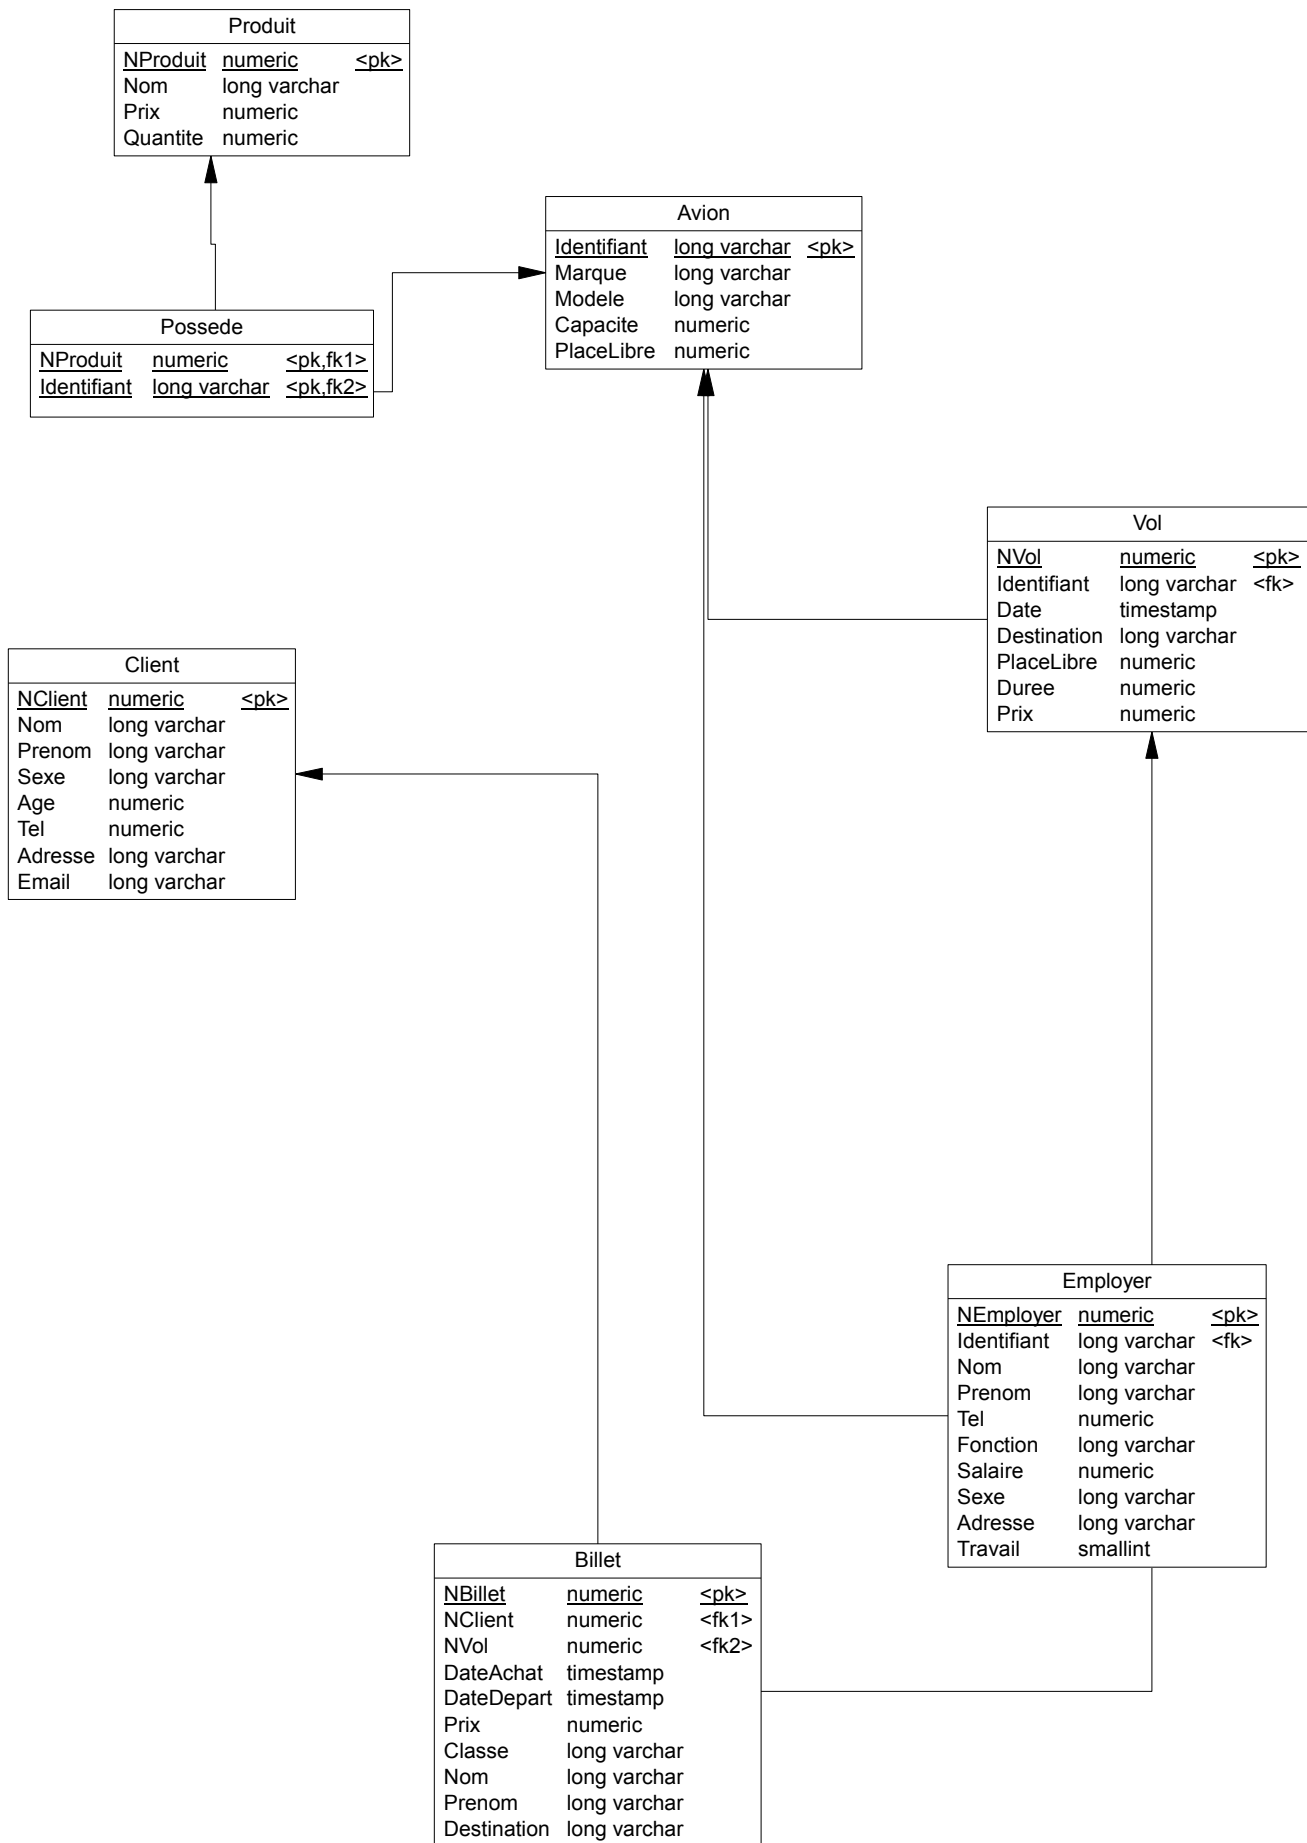 Produit
NProduit numeric <pk>
Nom long varchar
Prix numeric
Quantite numeric
Avion
Identifiant long varchar <pk>
Marque long varchar
Modele long varchar
Capacite numeric
PlaceLibre numeric
Possede
NProduit numeric <pk,fk1>
Identifiant long varchar <pk,fk2>
Vol
NVol numeric <pk>
Identifiant long varchar <fk>
Date timestamp
Destination long varchar
PlaceLibre numeric
Duree numeric
Prix numeric
Client
NClient numeric <pk>
Nom long varchar
Prenom long varchar
Sexe long varchar
Age numeric
Tel numeric
Adresse long varchar
Email long varchar
Employer
NEmployer numeric <pk>
Identifiant long varchar <fk>
Nom long varchar
Prenom long varchar
Tel numeric
Fonction long varchar
Salaire numeric
Sexe long varchar
Adresse long varchar
Travail smallint
Billet
NBillet numeric <pk>
NClient numeric <fk1>
NVol numeric <fk2>
DateAchat timestamp
DateDepart timestamp
Prix numeric
Classe long varchar
Nom long varchar
Prenom long varchar
Destination long varchar